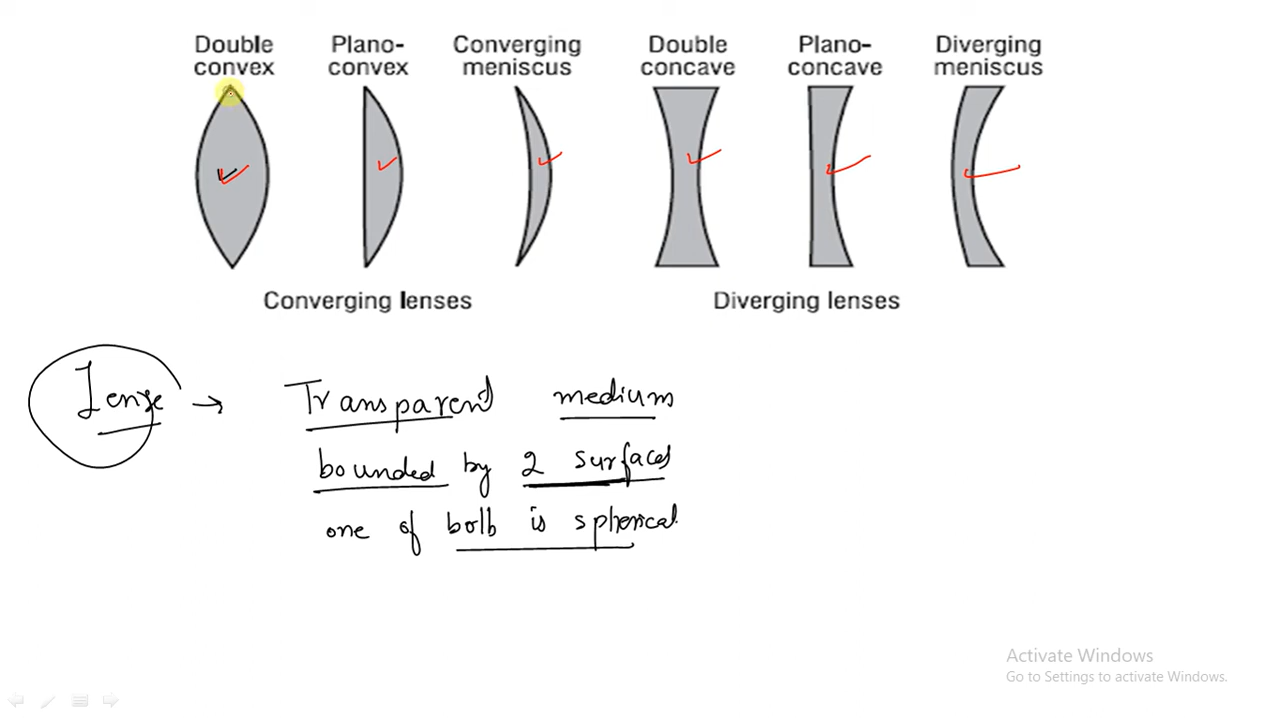 Double convex
Plano-convex
Converging meniscus
Double concave
Plano-concave
Diverging meniscus
Converging lenses
Diverging lenses
Lense → Transparent medium
bounded by 2 surfaces
one of both is spherical
Activate Windows
Go to Settings to activate Windows.